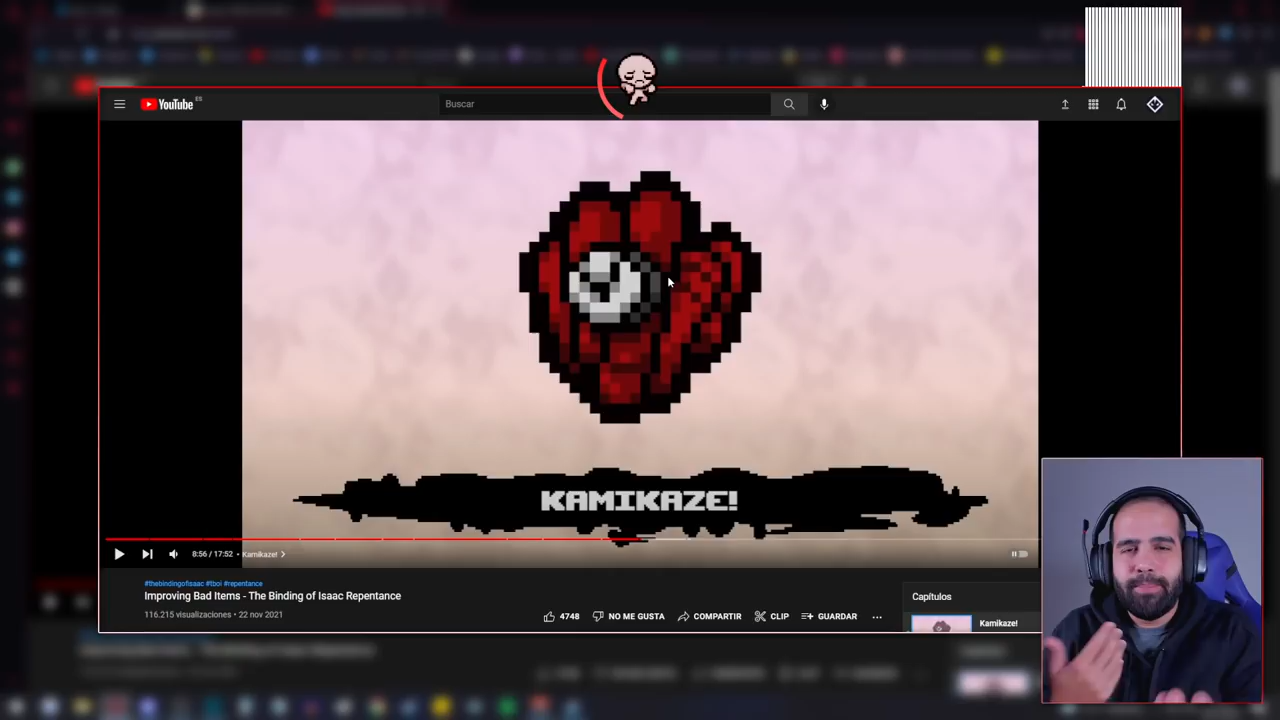 YouTube ES
Buscar
KAMIKAZE!
8:56 / 17:52 • Kamikaze! >
#thebindingofisaac #tboi #repentance
Improving Bad Items - The Binding of Isaac Repentance
116.215 visualizaciones • 22 nov 2021
4748 NO ME GUSTA COMPARTIR CLIP GUARDAR ...
Capítulos
Kamikaze!